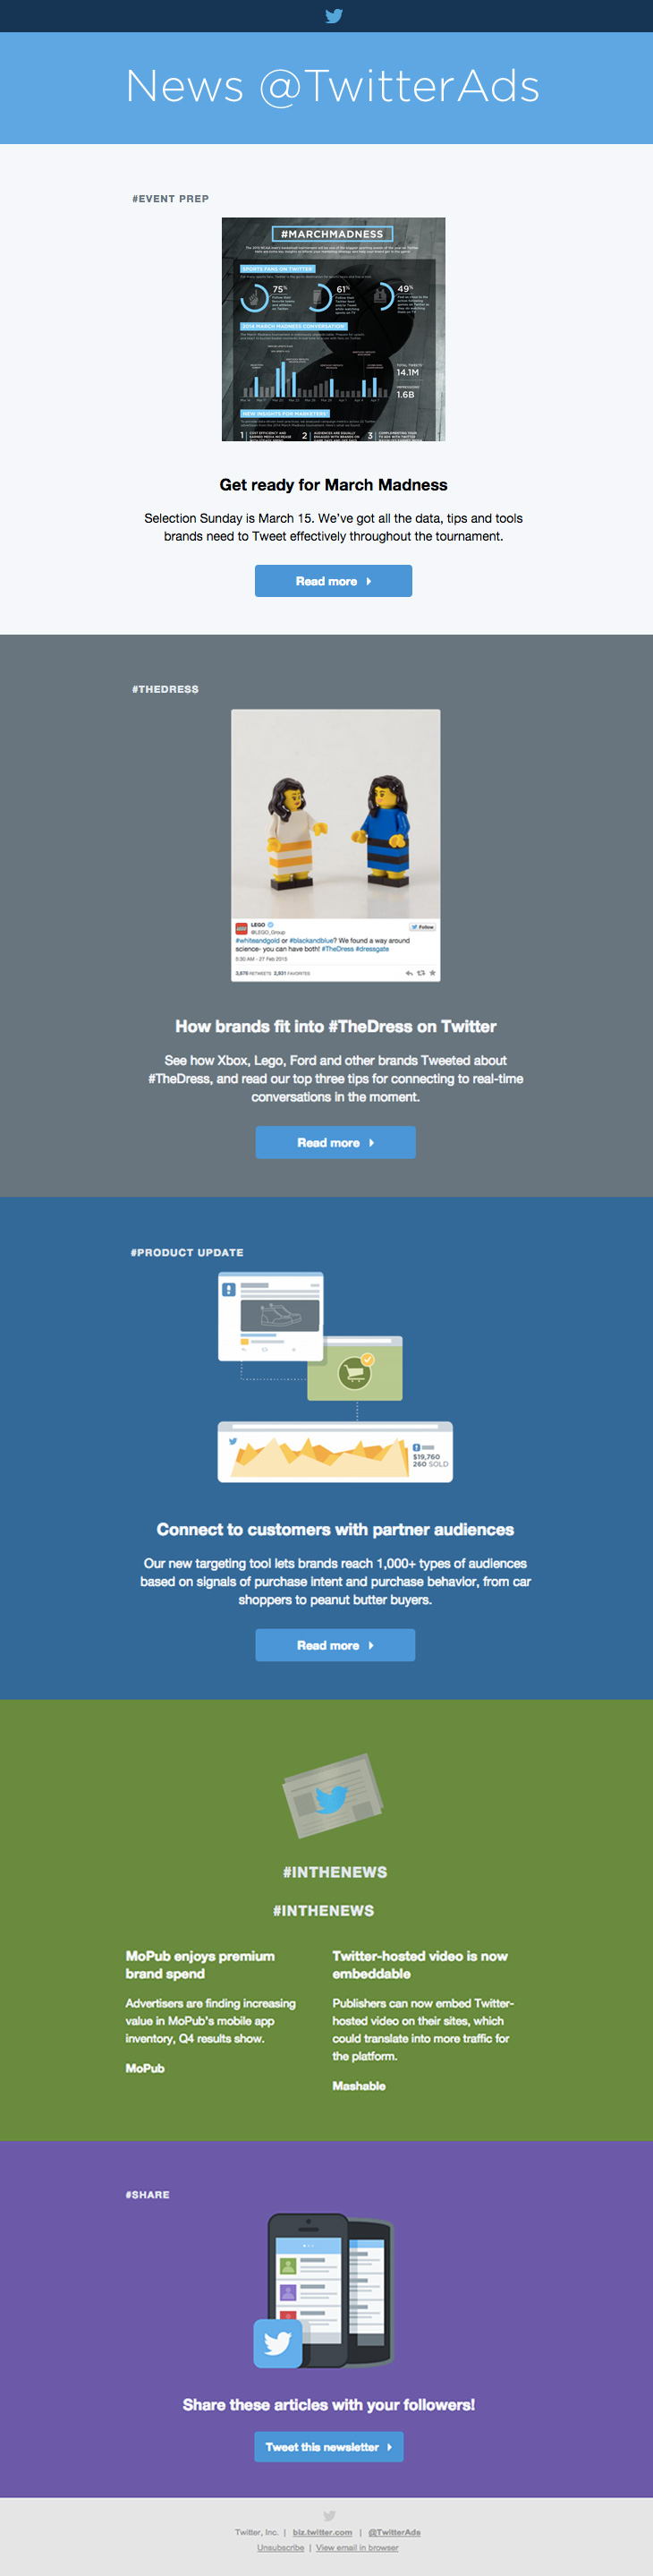 News @TwitterAds
#EVENT PREP
#MARCHMADNESS
SPORTS FANS ON TWITTER
75%
61%
49%
2014 MARCH MADNESS CONVERSATION
TOTAL TWEETS
14.1M
IMPRESSIONS
1.6B
NEW INSIGHTS FOR MARKETERS
1
2
3
Get ready for March Madness
Selection Sunday is March 15. We've got all the data, tips and tools
brands need to Tweet effectively throughout the tournament.
Read more
#THEDRESS
LEGO
@LEGO_Group
Follow
#whiteandgold or #blackandblue? We found a way around
science- you can have both! #TheDress #dressgate
5:30 AM - 27 Feb 2015
RETWEETS
FAVORITES
How brands fit into #TheDress on Twitter
See how Xbox, Lego, Ford and other brands Tweeted about
#TheDress, and read our top three tips for connecting to real-time
conversations in the moment.
Read more
#PRODUCT UPDATE
$19,760
260 SOLD
Connect to customers with partner audiences
Our new targeting tool lets brands reach 1,000+ types of audiences
based on signals of purchase intent and purchase behavior, from car
shoppers to peanut butter buyers.
Read more
#INTHENEWS
#INTHENEWS
MoPub enjoys premium
brand spend
Advertisers are finding increasing
value in MoPub's mobile app
inventory, Q4 results show.
MoPub
Twitter-hosted video is now
embeddable
Publishers can now embed Twitter-
hosted video on their sites, which
could translate into more traffic for
the platform.
Mashable
#SHARE
Share these articles with your followers!
Tweet this newsletter
Twitter, Inc. | biz.twitter.com | @TwitterAds
Unsubscribe | View email in browser